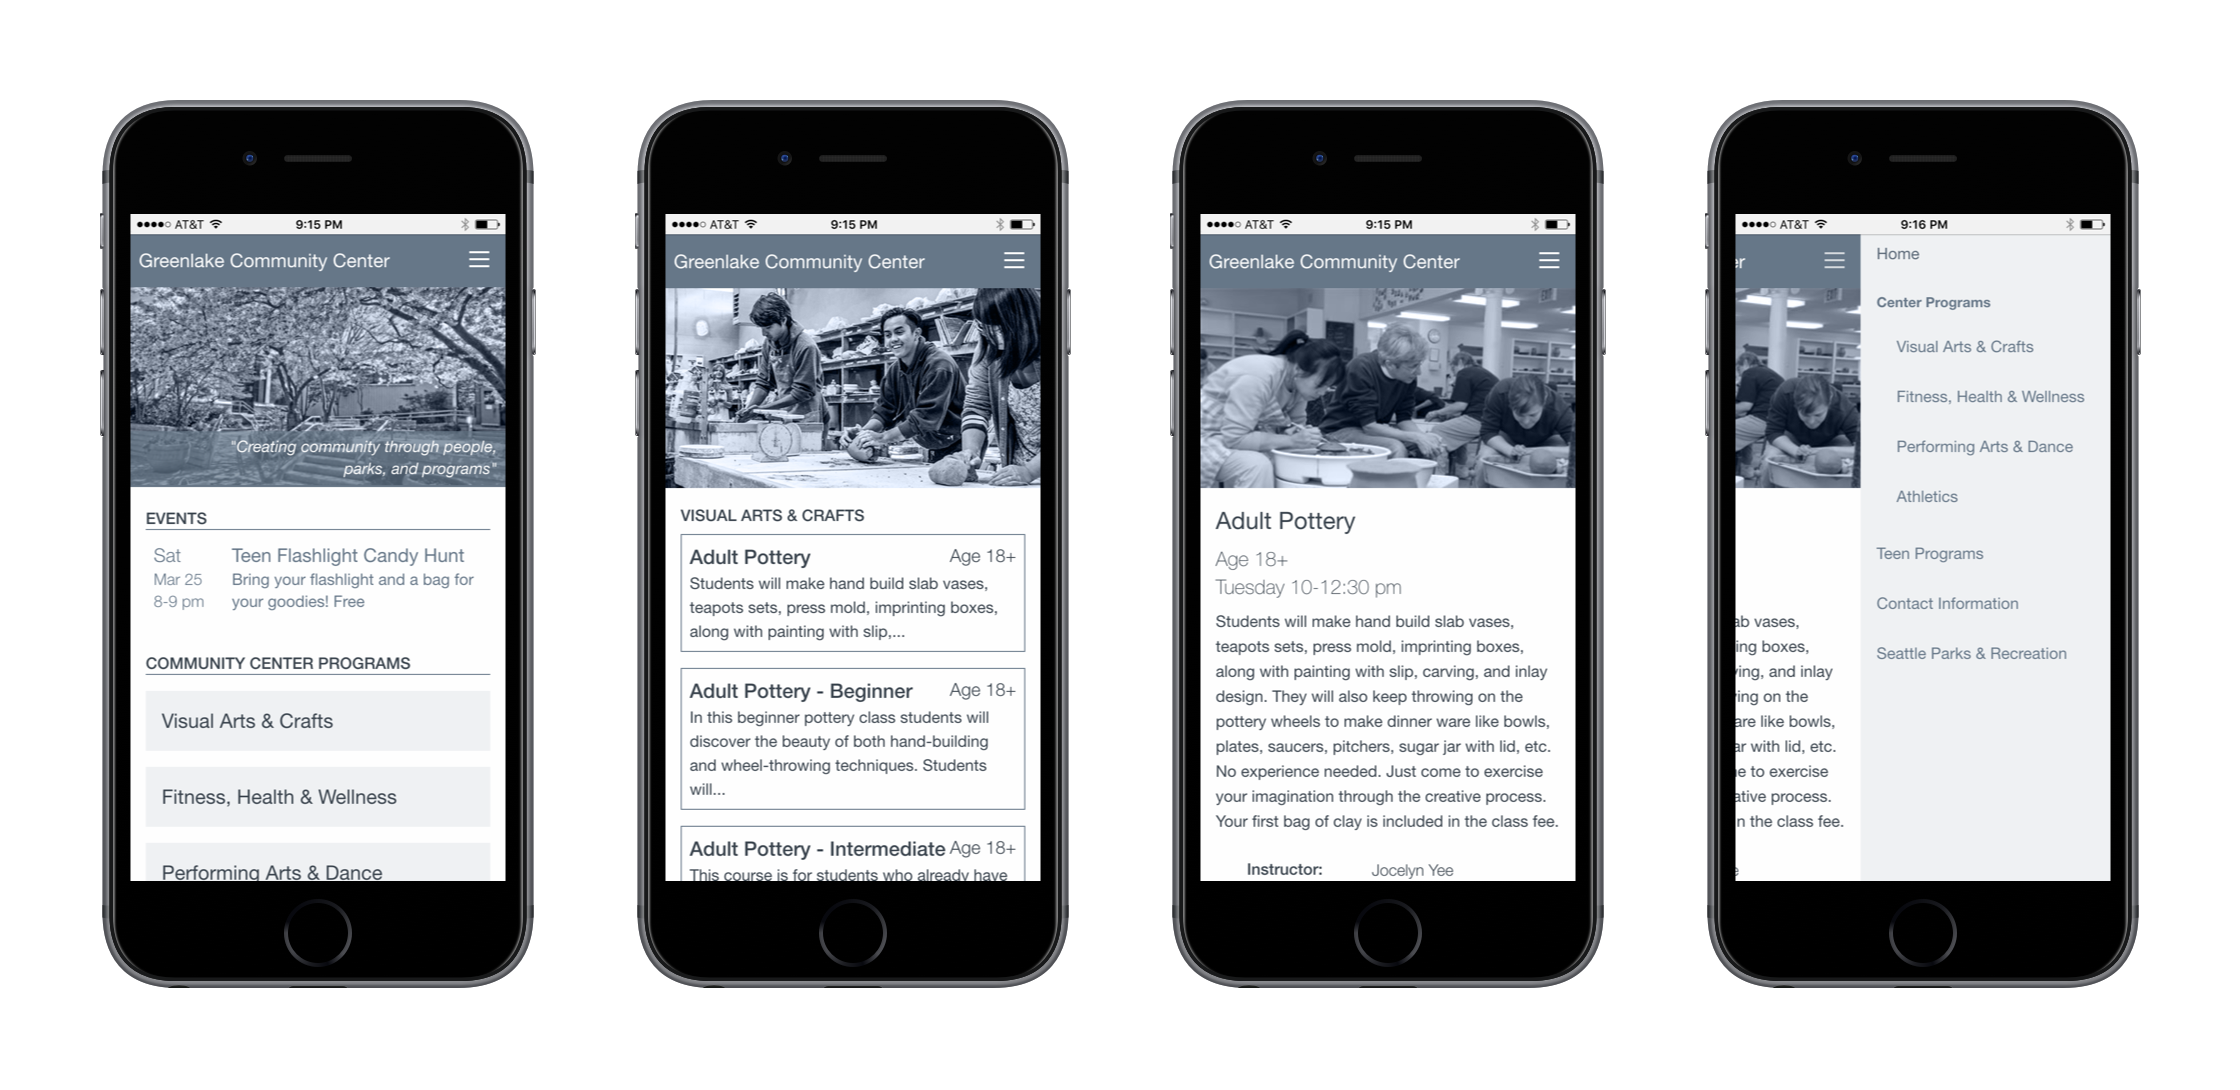 AT&T 9:15 PM
Greenlake Community Center
"Creating community through people,
parks, and programs"
EVENTS
Sat Teen Flashlight Candy Hunt
Mar 25 Bring your flashlight and a bag for
8-9 pm your goodies! Free
COMMUNITY CENTER PROGRAMS
Visual Arts & Crafts
Fitness, Health & Wellness
Performing Arts & Dance
AT&T 9:15 PM
Greenlake Community Center
VISUAL ARTS & CRAFTS
Adult Pottery Age 18+
Students will make hand build slab vases,
teapots sets, press mold, imprinting boxes,
along with painting with slip,...
Adult Pottery - Beginner Age 18+
In this beginner pottery class students will
discover the beauty of both hand-building
and wheel-throwing techniques. Students
will...
Adult Pottery - Intermediate Age 18+
This course is for students who already have
AT&T 9:15 PM
Greenlake Community Center
Adult Pottery
Age 18+
Tuesday 10-12:30 pm
Students will make hand build slab vases,
teapots sets, press mold, imprinting boxes,
along with painting with slip, carving, and inlay
design. They will also keep throwing on the
pottery wheels to make dinner ware like bowls,
plates, saucers, pitchers, sugar jar with lid, etc.
No experience needed. Just come to exercise
your imagination through the creative process.
Your first bag of clay is included in the class fee.
Instructor: Jocelyn Yee
AT&T 9:16 PM
er
Home
Center Programs
Visual Arts & Crafts
Fitness, Health & Wellness
Performing Arts & Dance
Athletics
Teen Programs
Contact Information
Seattle Parks & Recreation
ab vases,
ing boxes,
ving, and inlay
ving on the
are like bowls,
ar with lid, etc.
e to exercise
ative process.
n the class fee.
e